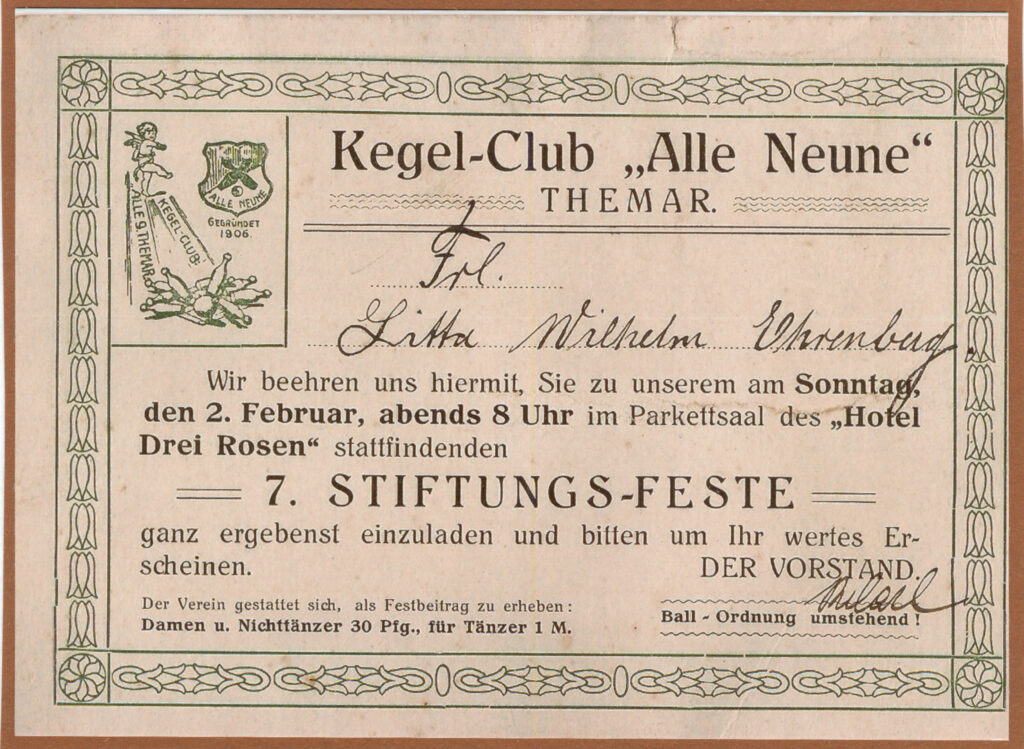 Kegel-Club „Alle Neune“
THEMAR.
ALLE NEUNE
GEGRÜNDET
1906.
KEGEL-CLUB
ALLE 9. THEMAR
Frl.
Litta Wilhelm Ehrenberg.
Wir beehren uns hiermit, Sie zu unserem am Sonntag,
den 2. Februar, abends 8 Uhr im Parkettsaal des „Hotel
Drei Rosen“ stattfindenden
7. STIFTUNGS-FESTE
ganz ergebenst einzuladen und bitten um Ihr wertes Er-
scheinen.
DER VORSTAND.
Der Verein gestattet sich, als Festbeitrag zu erheben:
Damen u. Nichttänzer 30 Pfg., für Tänzer 1 M.
Ball - Ordnung umstehend!